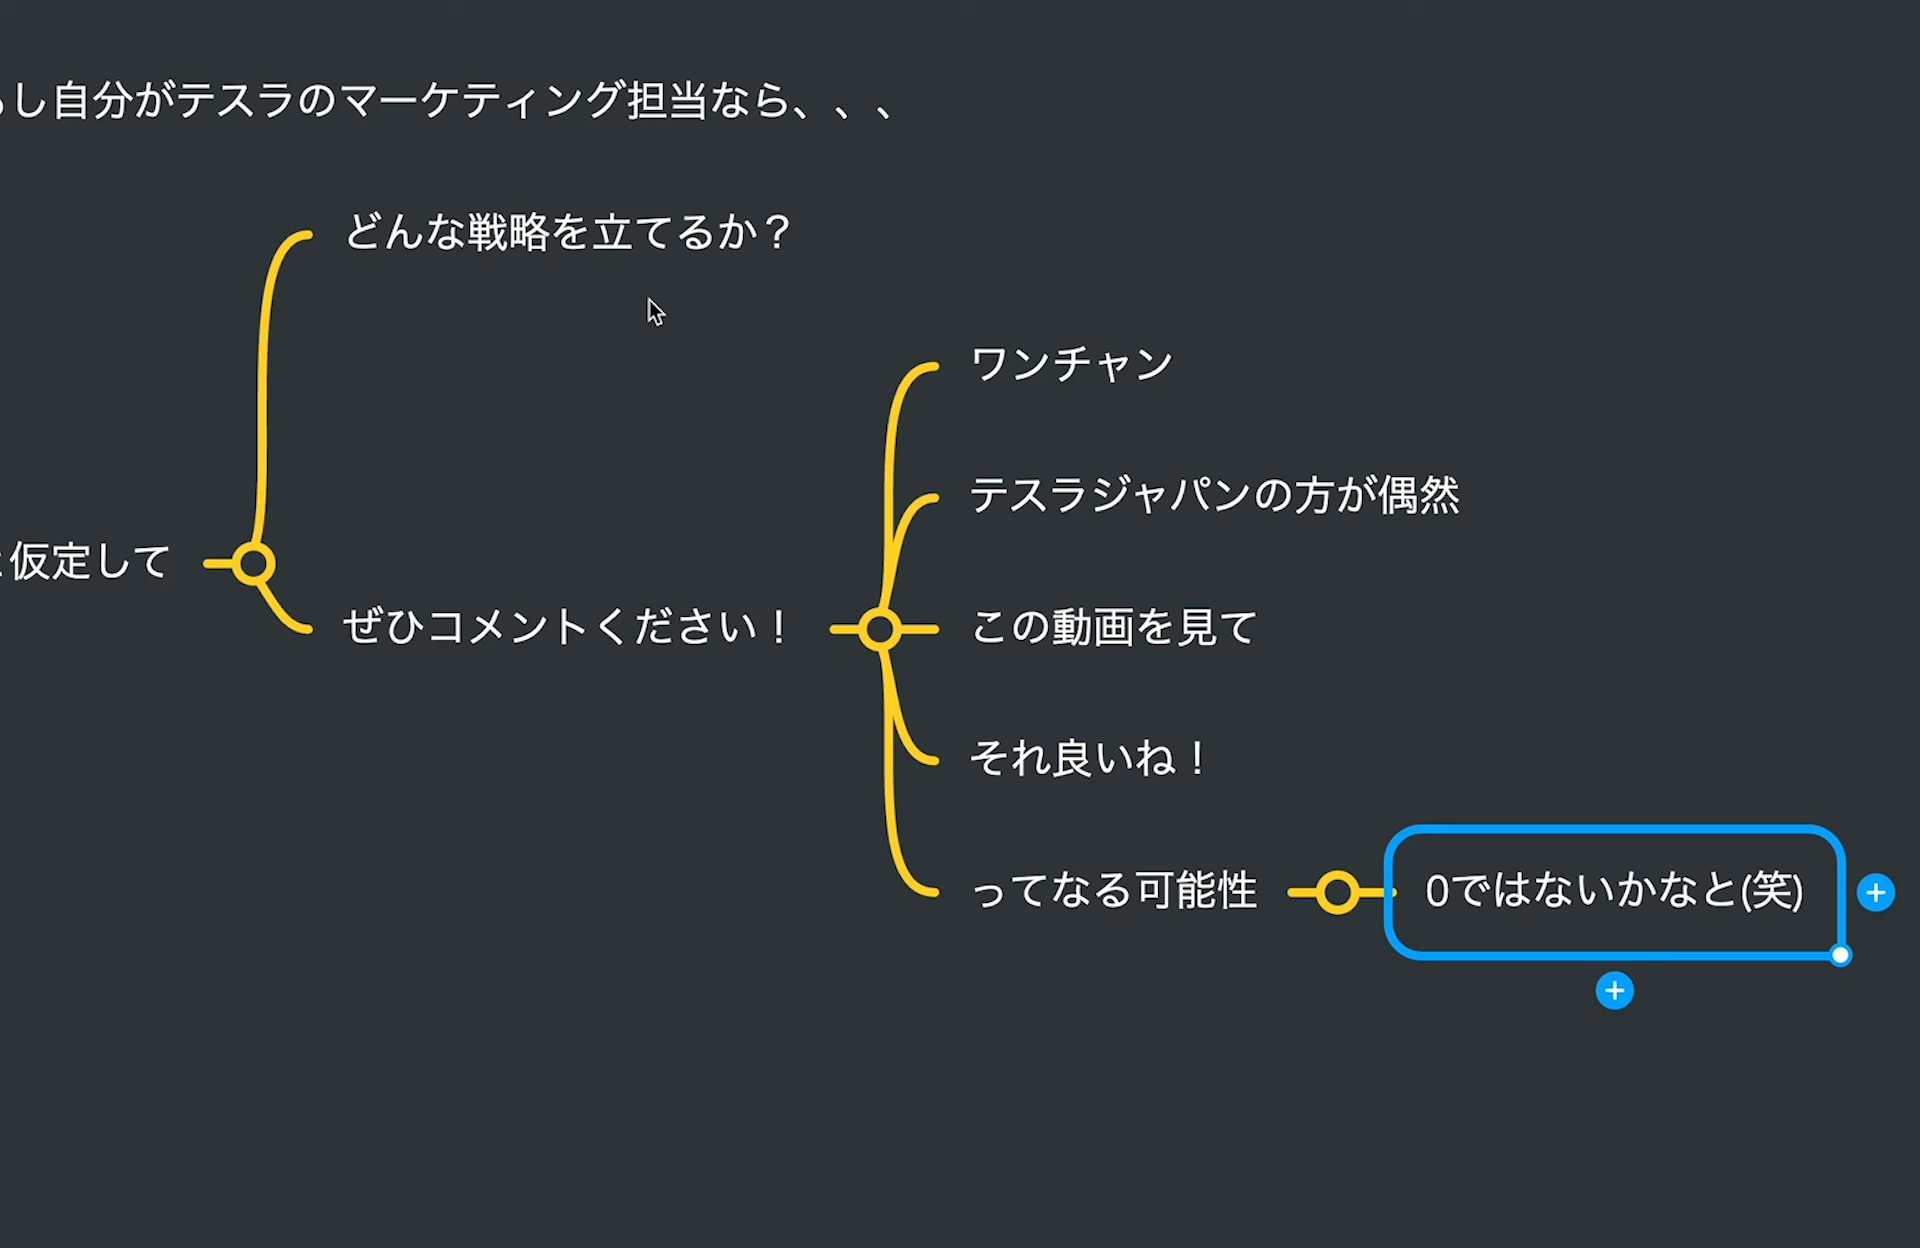 し自分がテスラのマーケティング担当なら、、、
どんな戦略を立てるか？
ワンチャン
テスラジャパンの方が偶然
仮定して
ぜひコメントください！
この動画を見て
それ良いね！
ってなる可能性
0ではないかなと(笑)